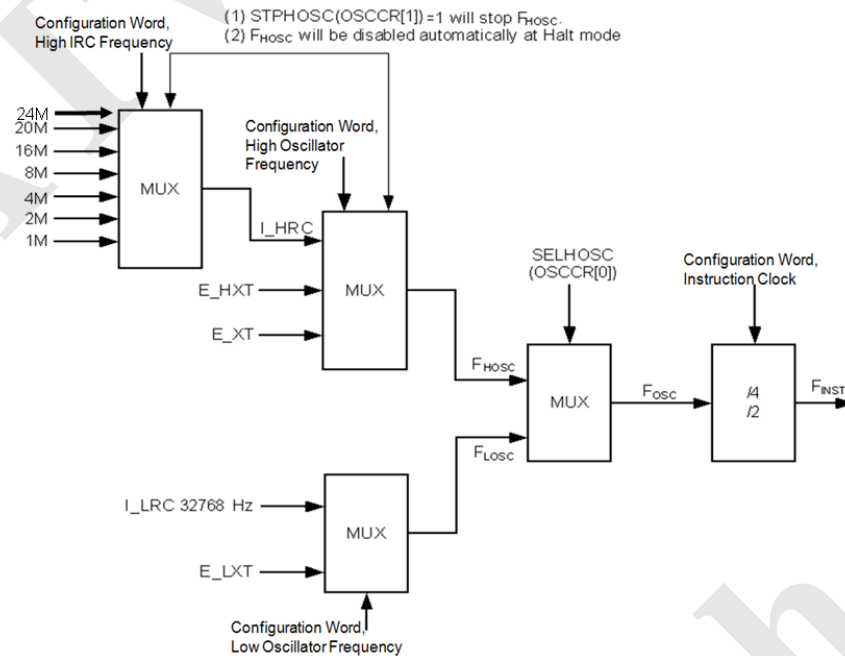 (1) STPHOSC(OSCCR[1])=1 will stop FHOSC.
(2) FHOSC will be disabled automatically at Halt mode
Configuration Word,
High IRC Frequency
24M
20M
16M
8M
4M
2M
1M
MUX
Configuration Word,
High Oscillator
Frequency
I_HRC
E_HXT
E_XT
MUX
SELHOSC
(OSCCR[0])
Configuration Word,
Instruction Clock
FHOSC
FLOSC
MUX
FOSC
/4
/2
FINST
I_LRC 32768 Hz
E_LXT
MUX
Configuration Word,
Low Oscillator Frequency